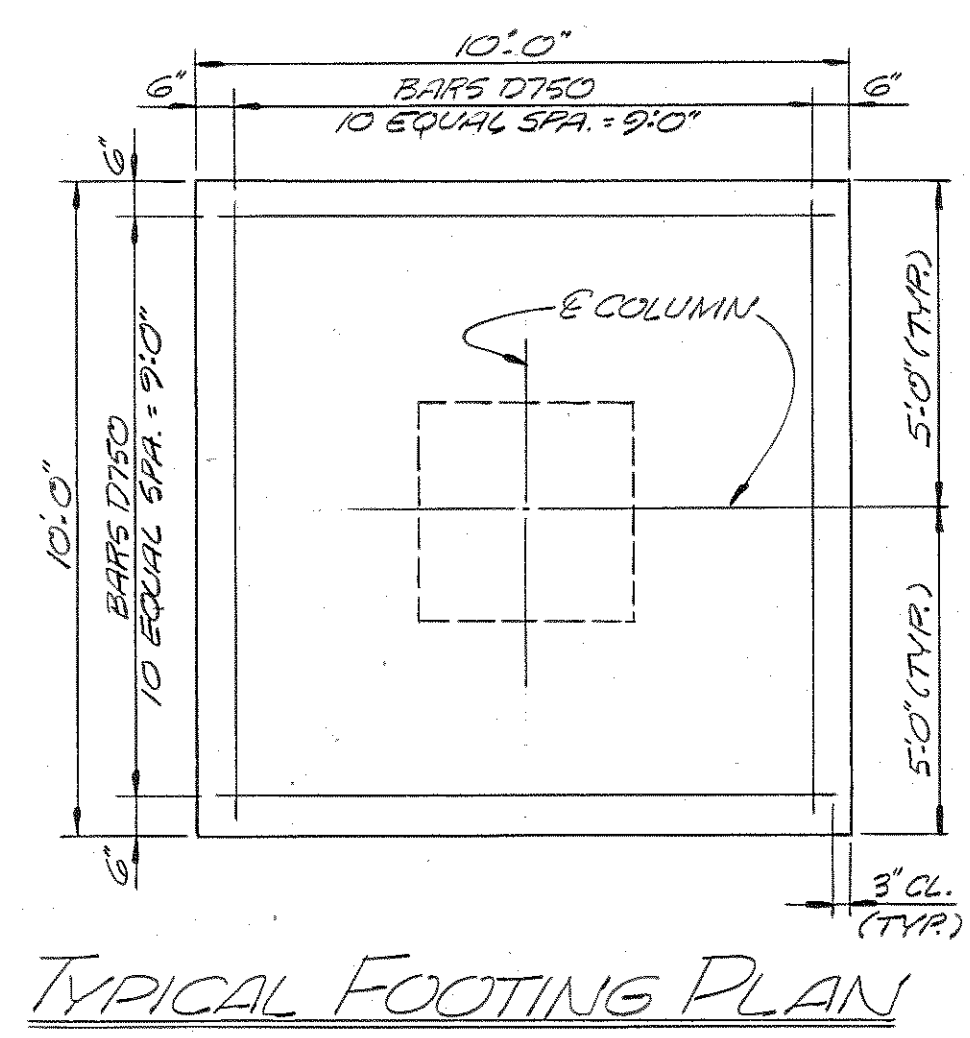 10'-0"
6"
BARS D750
6"
10 EQUAL SPA. = 9'-0"
6"
10'-0"
BARS D750
10 EQUAL SPA. = 9'-0"
℄ COLUMN
5'-0" (TYP.)
5'-0" (TYP.)
6"
3" CL.
(TYP.)
TYPICAL FOOTING PLAN